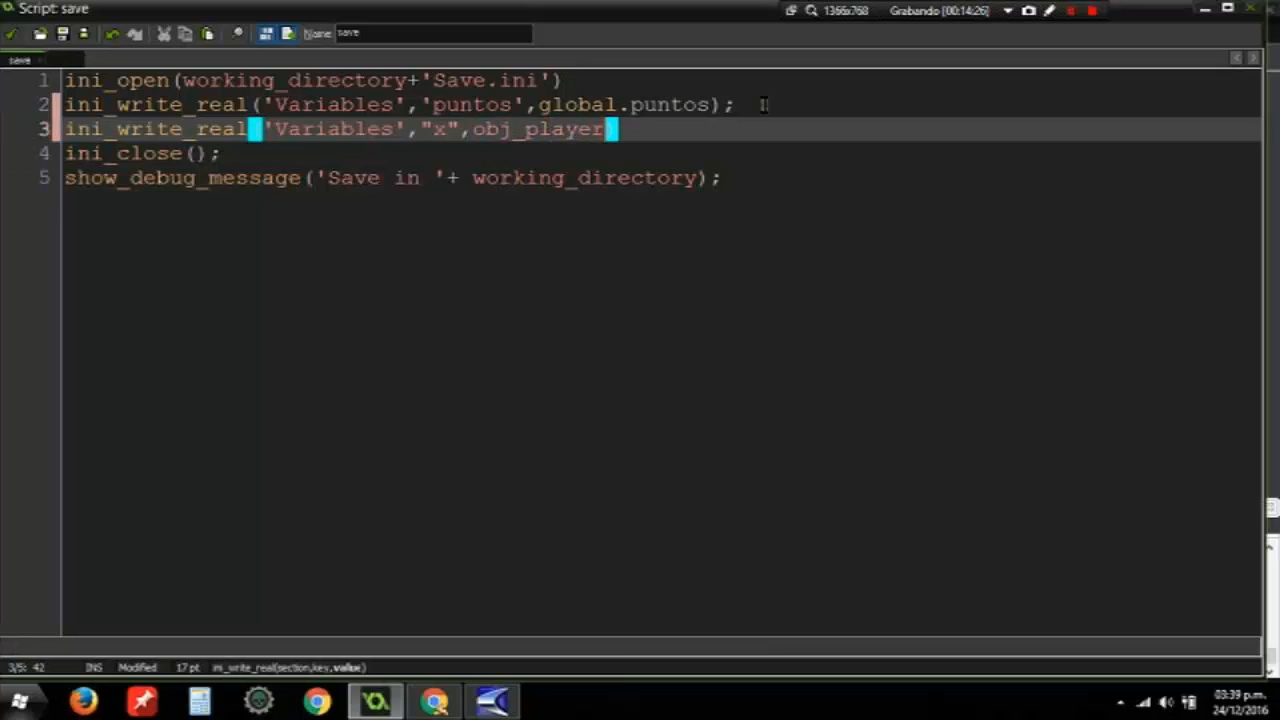 Script: save
1366x768 Grabando [00:14:26]
Name: save
save
1 ini_open(working_directory+'Save.ini')
2 ini_write_real('Variables','puntos',global.puntos);
3 ini_write_real('Variables',"x",obj_player)
4 ini_close();
5 show_debug_message('Save in '+ working_directory);
3/5: 42 INS Modified 17 pt ini_write_real(section,key,value)
03:39 p.m.
24/12/2016